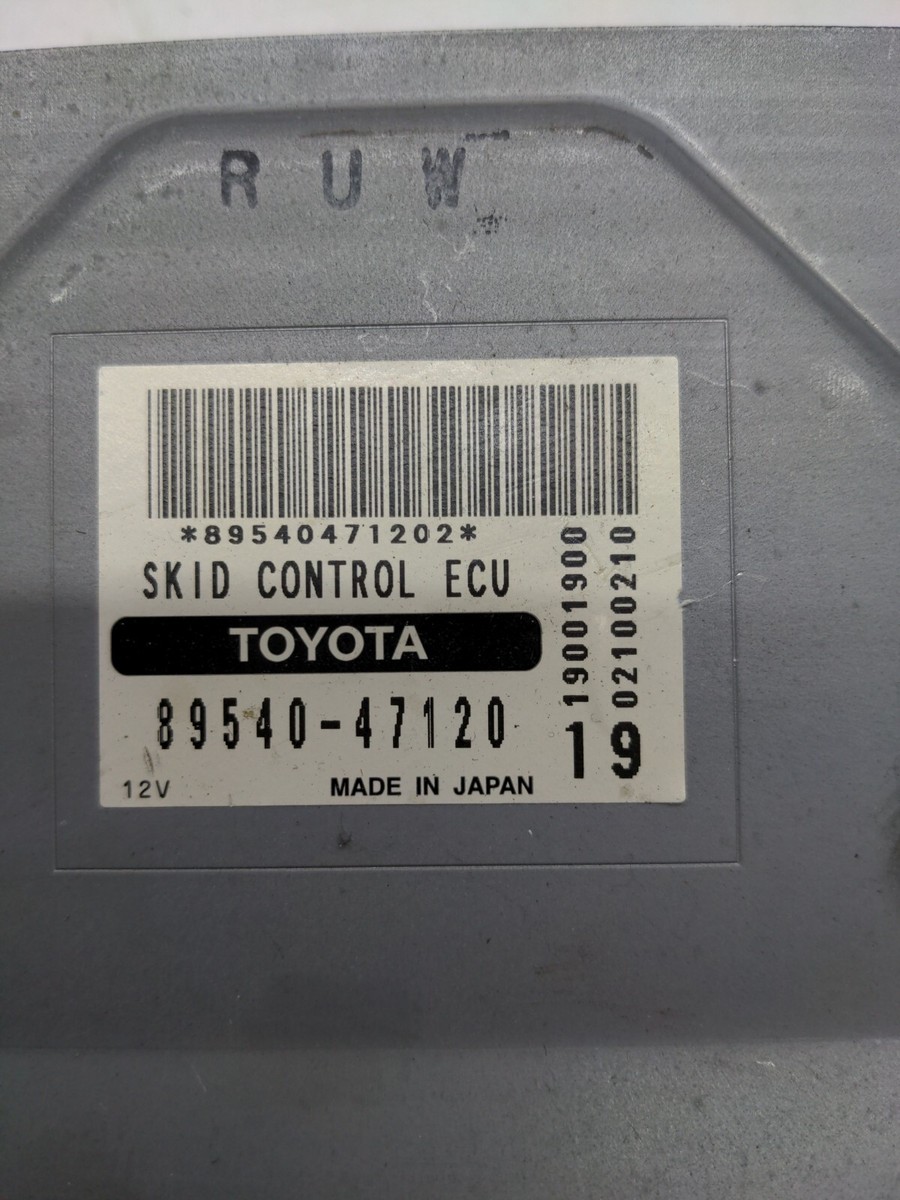 RUW
*89540471202*
SKID CONTROL ECU
TOYOTA
89540-47120
12V MADE IN JAPAN
19001900
02100210
19